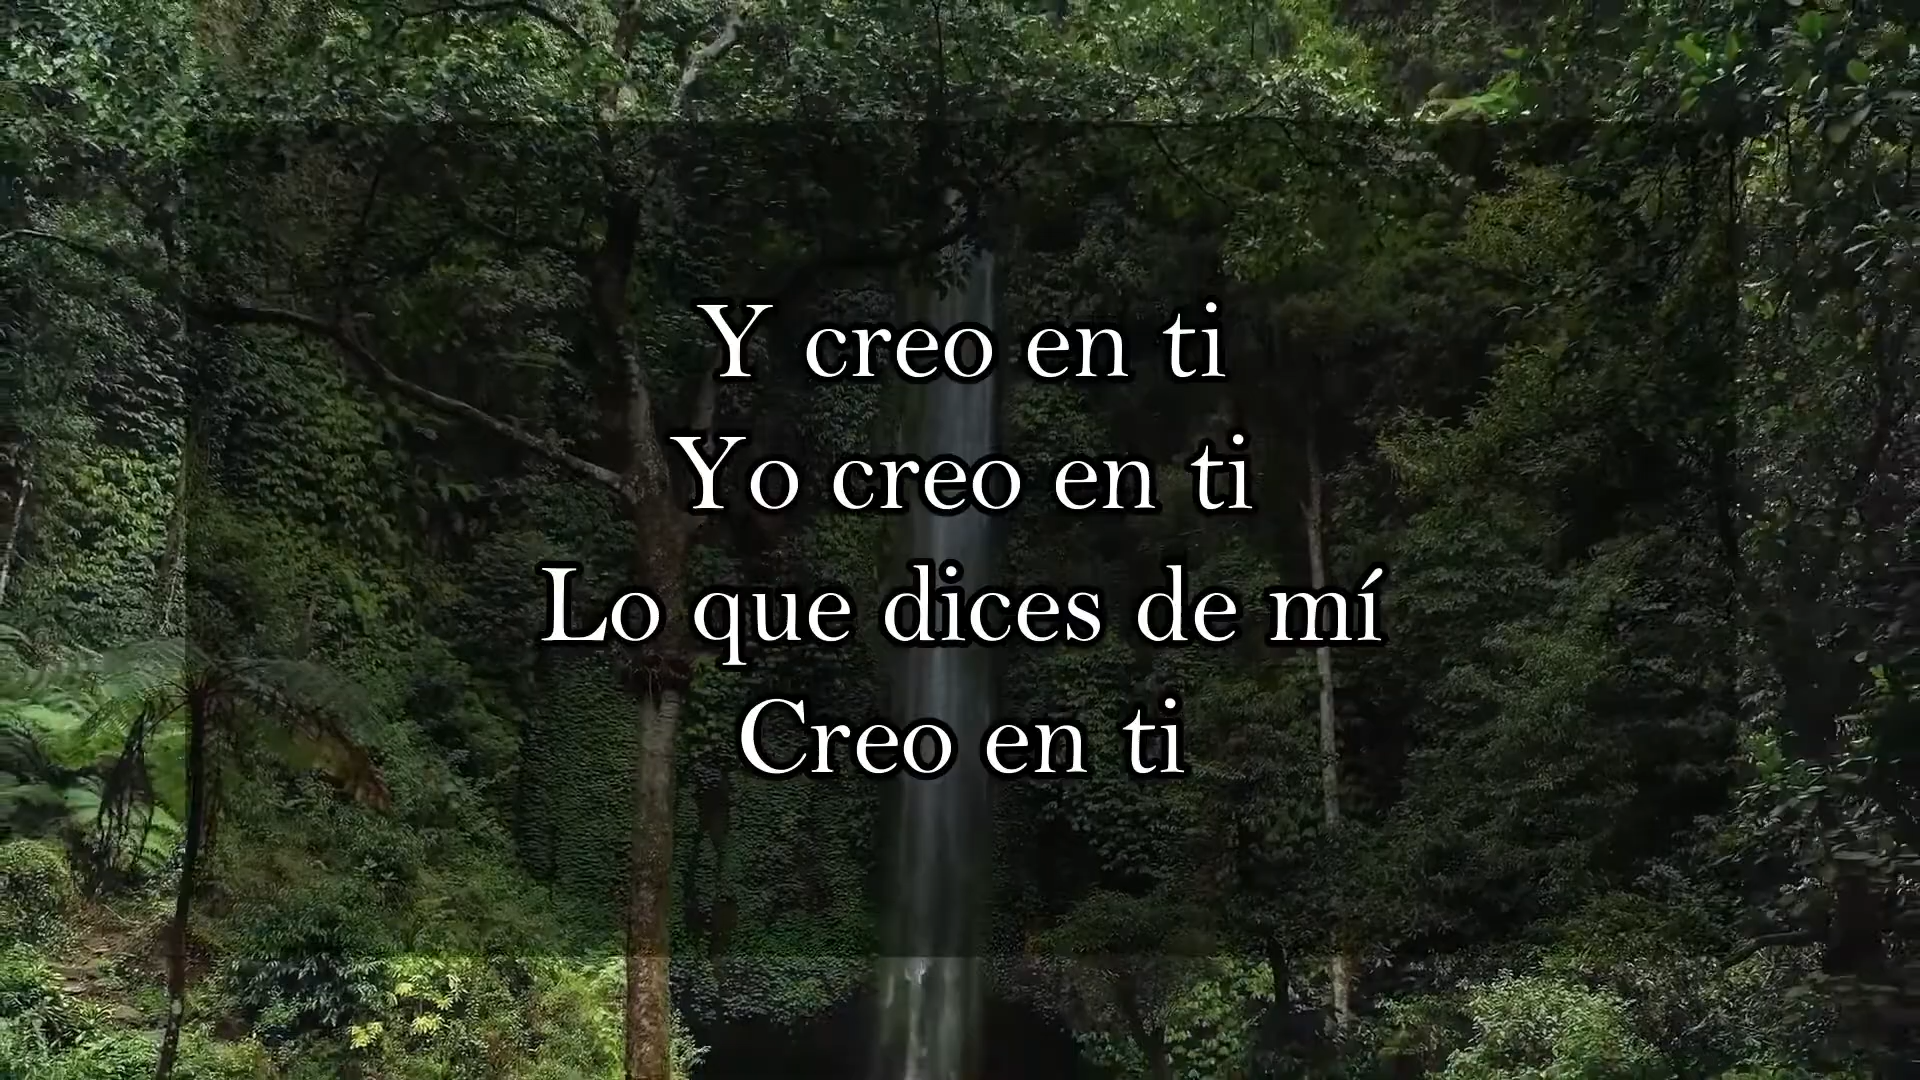 Y creo en ti
Yo creo en ti
Lo que dices de mí
Creo en ti